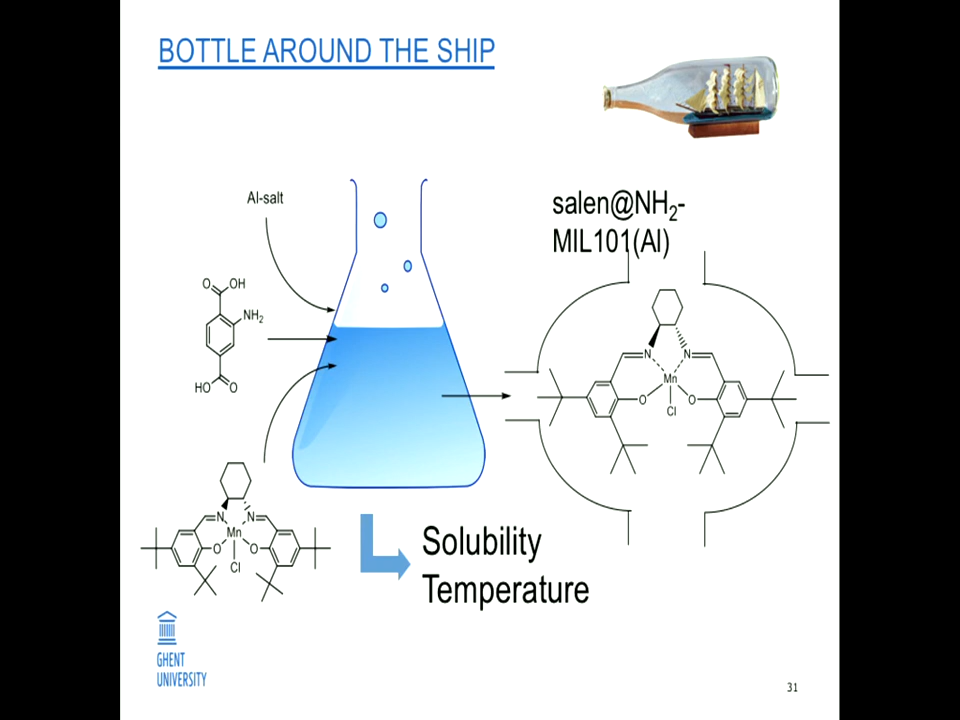 BOTTLE AROUND THE SHIP
Al-salt
salen@NH2-
MIL101(Al)
O
OH
NH2
HO
O
N
N
Mn
O
O
Cl
N
N
Mn
O
O
Cl
Solubility
Temperature
GHENT
UNIVERSITY
31